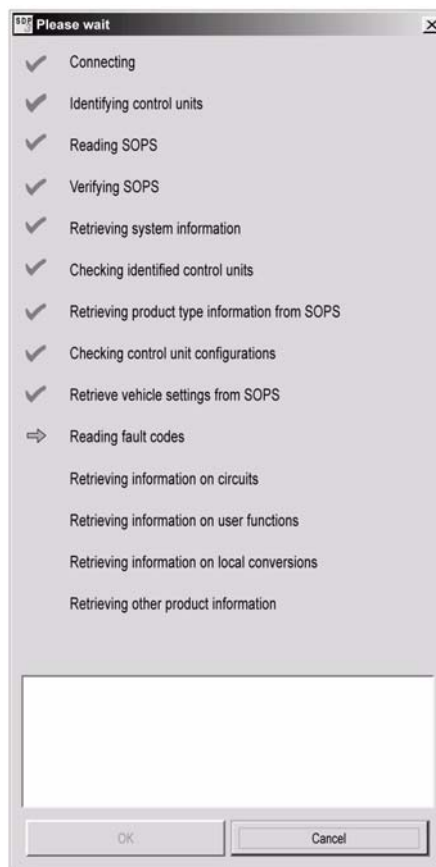 SDP3 Please wait
Connecting
Identifying control units
Reading SOPS
Verifying SOPS
Retrieving system information
Checking identified control units
Retrieving product type information from SOPS
Checking control unit configurations
Retrieve vehicle settings from SOPS
Reading fault codes
Retrieving information on circuits
Retrieving information on user functions
Retrieving information on local conversions
Retrieving other product information
OK Cancel